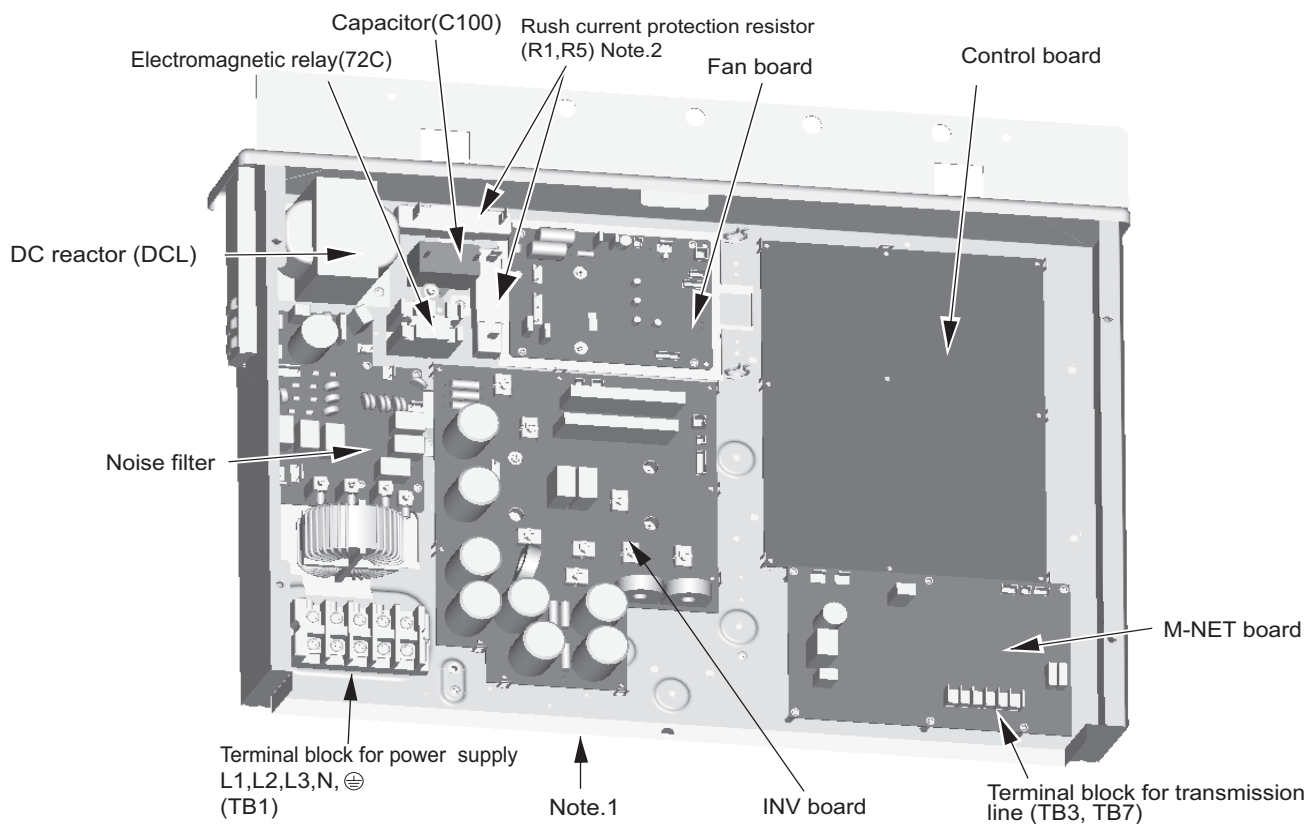 Capacitor(C100)
Rush current protection resistor
(R1,R5) Note.2
Electromagnetic relay(72C)
Fan board
Control board
DC reactor (DCL)
Noise filter
M-NET board
Terminal block for power supply
L1,L2,L3,N, ⏚
(TB1)
Note.1
INV board
Terminal block for transmission
line (TB3, TB7)